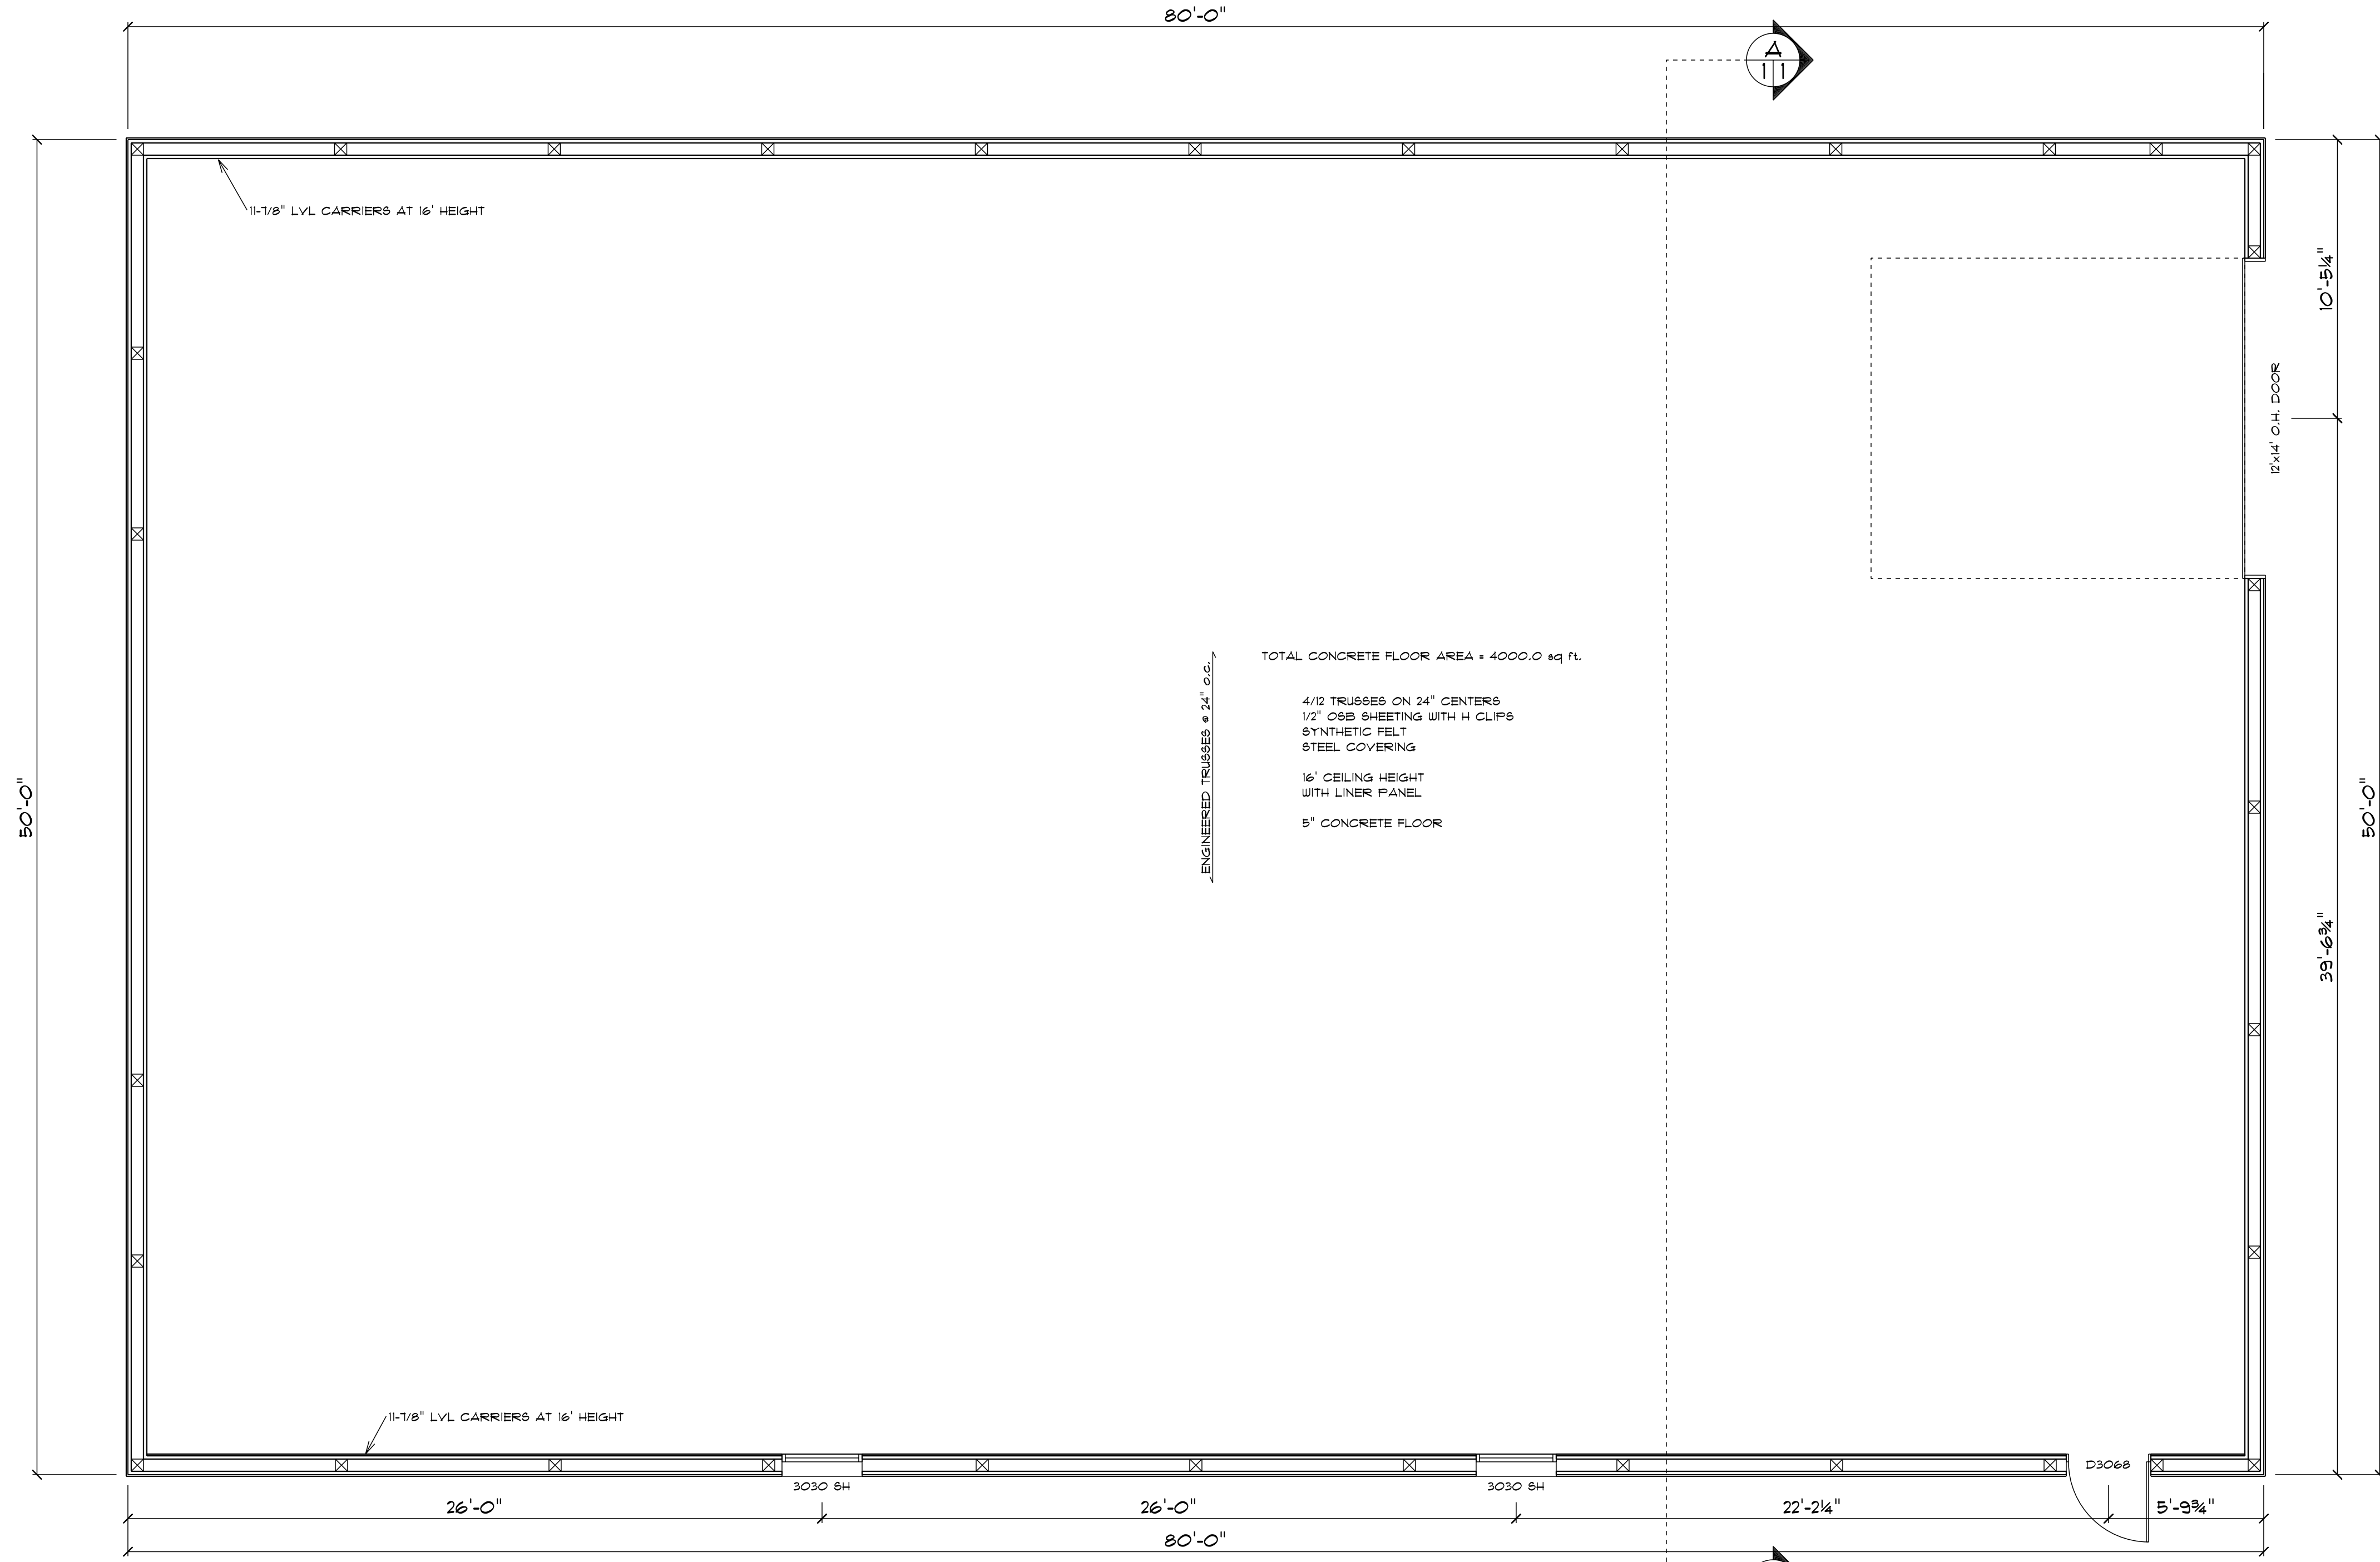 80'-0"
A
11
11-7/8" LVL CARRIERS AT 16' HEIGHT
10'-5¼"
12'x14' O.H. DOOR
TOTAL CONCRETE FLOOR AREA = 4000.0 sq ft.
ENGINEERED TRUSSES @ 24" o.c.
4/12 TRUSSES ON 24" CENTERS
1/2" OSB SHEETING WITH H CLIPS
SYNTHETIC FELT
STEEL COVERING
16' CEILING HEIGHT
WITH LINER PANEL
5" CONCRETE FLOOR
50'-0"
50'-0"
39'-6¾"
11-7/8" LVL CARRIERS AT 16' HEIGHT
D3068
3030 SH
3030 SH
26'-0"
26'-0"
22'-2¼"
5'-9¾"
80'-0"